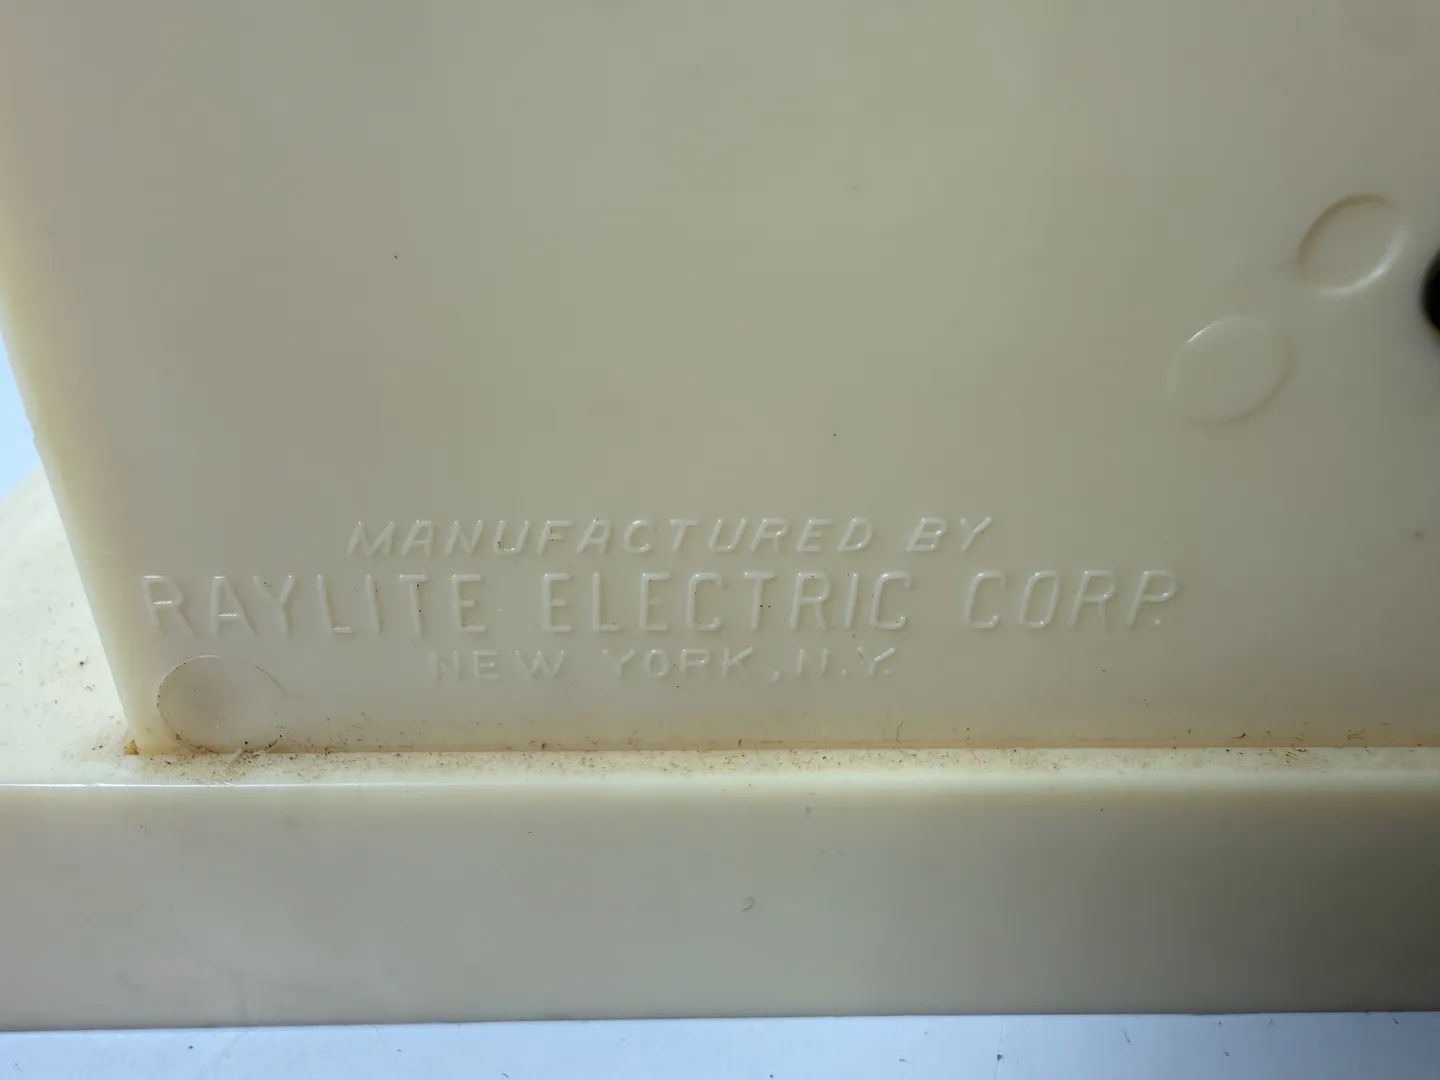 MANUFACTURED BY
RAYLITE ELECTRIC CORP.
NEW YORK, N.Y.